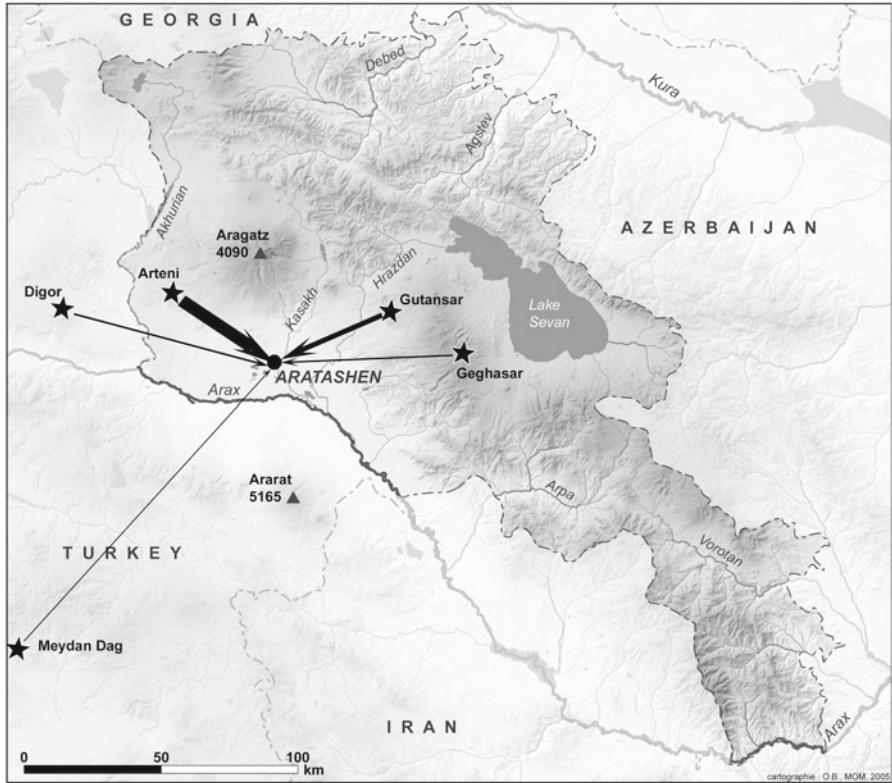 GEORGIA
Debed
Kura
Agstev
AZERBAIJAN
Akhurian
Aragatz
4090
Hrazdan
Arteni
Digor
Kasakh
Gutansar
Lake
Sevan
ARATASHEN
Geghasar
Arax
Ararat
5165
Arpa
Vorotan
TURKEY
Meydan Dag
IRAN
Arax
0 50 100
km
cartographie : O.B., MOM, 2005